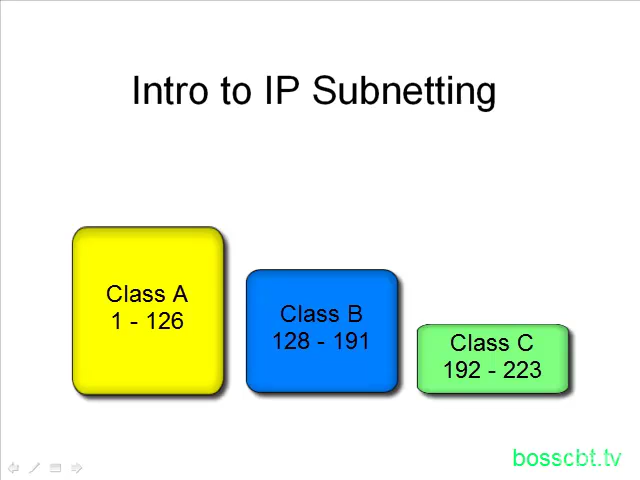 Intro to IP Subnetting
Class A
1 - 126
Class B
128 - 191
Class C
192 - 223
bosscbt.tv